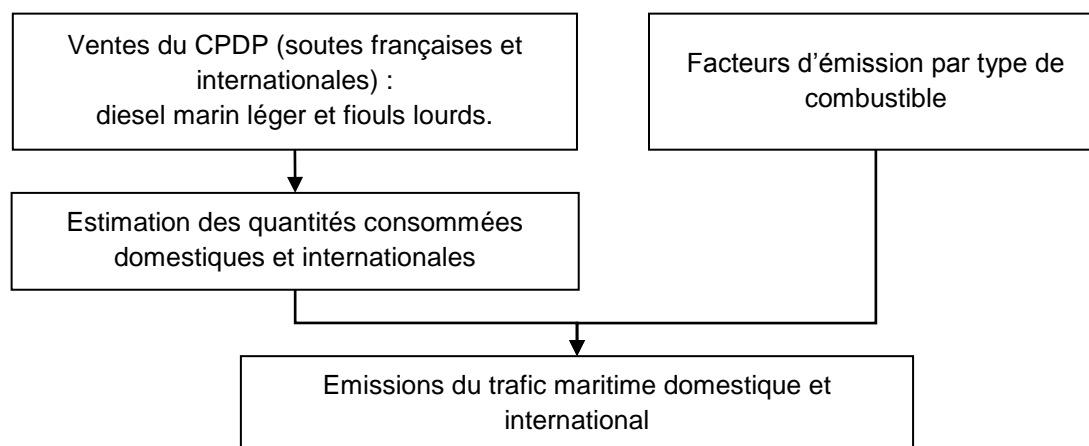 Ventes du CPDP (soutes françaises et
internationales) :
diesel marin léger et fiouls lourds.
Facteurs d’émission par type de
combustible
Estimation des quantités consommées
domestiques et internationales
Emissions du trafic maritime domestique et
international